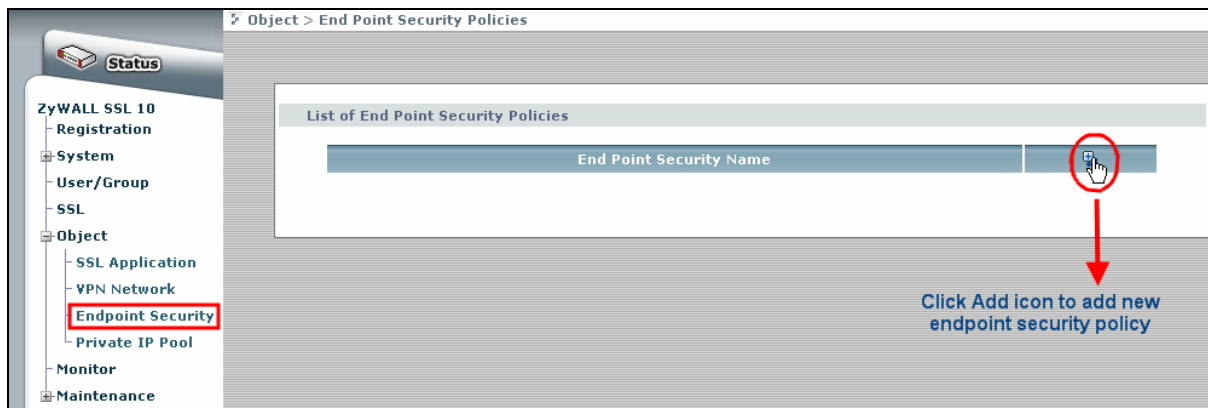 Object > End Point Security Policies
Status
ZyWALL SSL 10
Registration
System
User/Group
SSL
Object
SSL Application
VPN Network
Endpoint Security
Private IP Pool
Monitor
Maintenance
List of End Point Security Policies
End Point Security Name
Click Add icon to add new
endpoint security policy